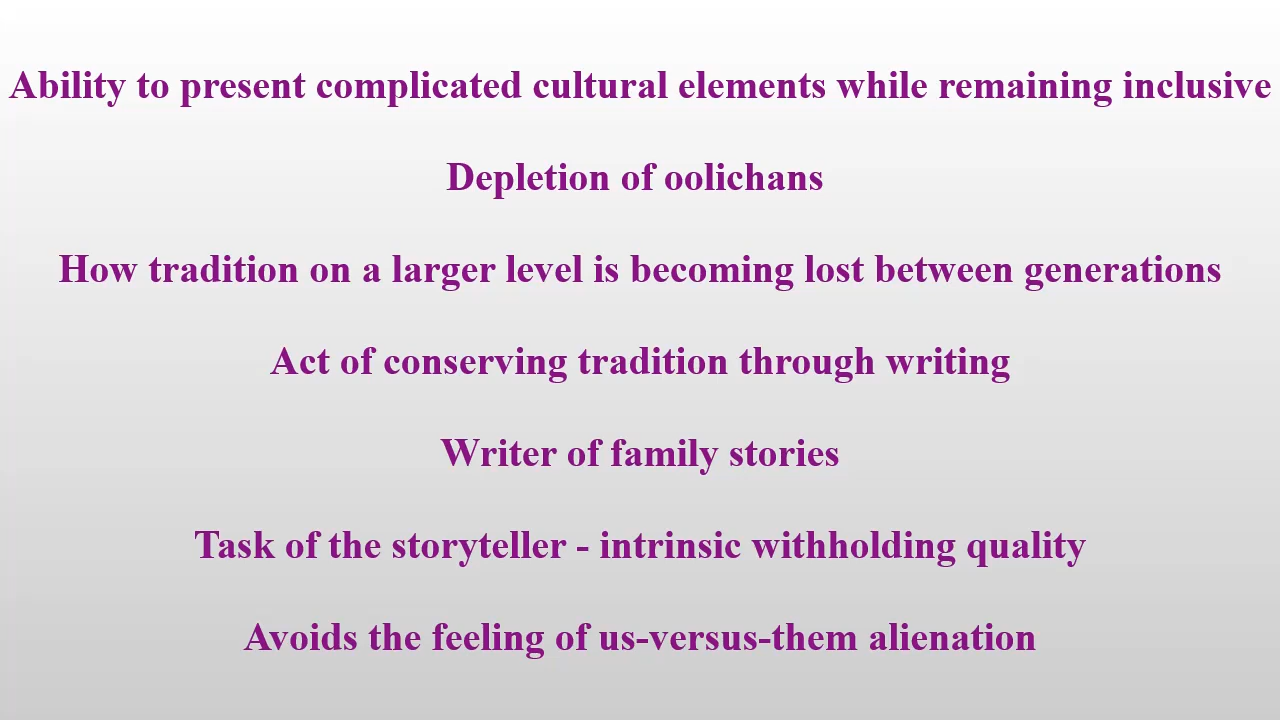 Ability to present complicated cultural elements while remaining inclusive
Depletion of oolichans
How tradition on a larger level is becoming lost between generations
Act of conserving tradition through writing
Writer of family stories
Task of the storyteller - intrinsic withholding quality
Avoids the feeling of us-versus-them alienation